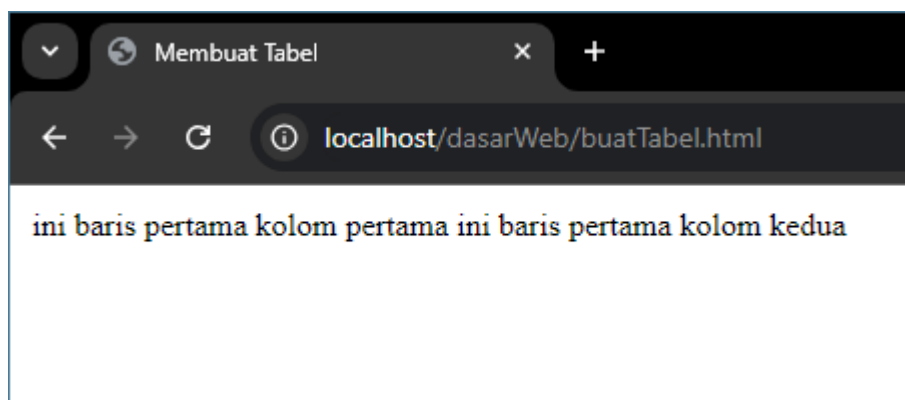 Membuat Tabel
localhost/dasarWeb/buatTabel.html
ini baris pertama kolom pertama ini baris pertama kolom kedua